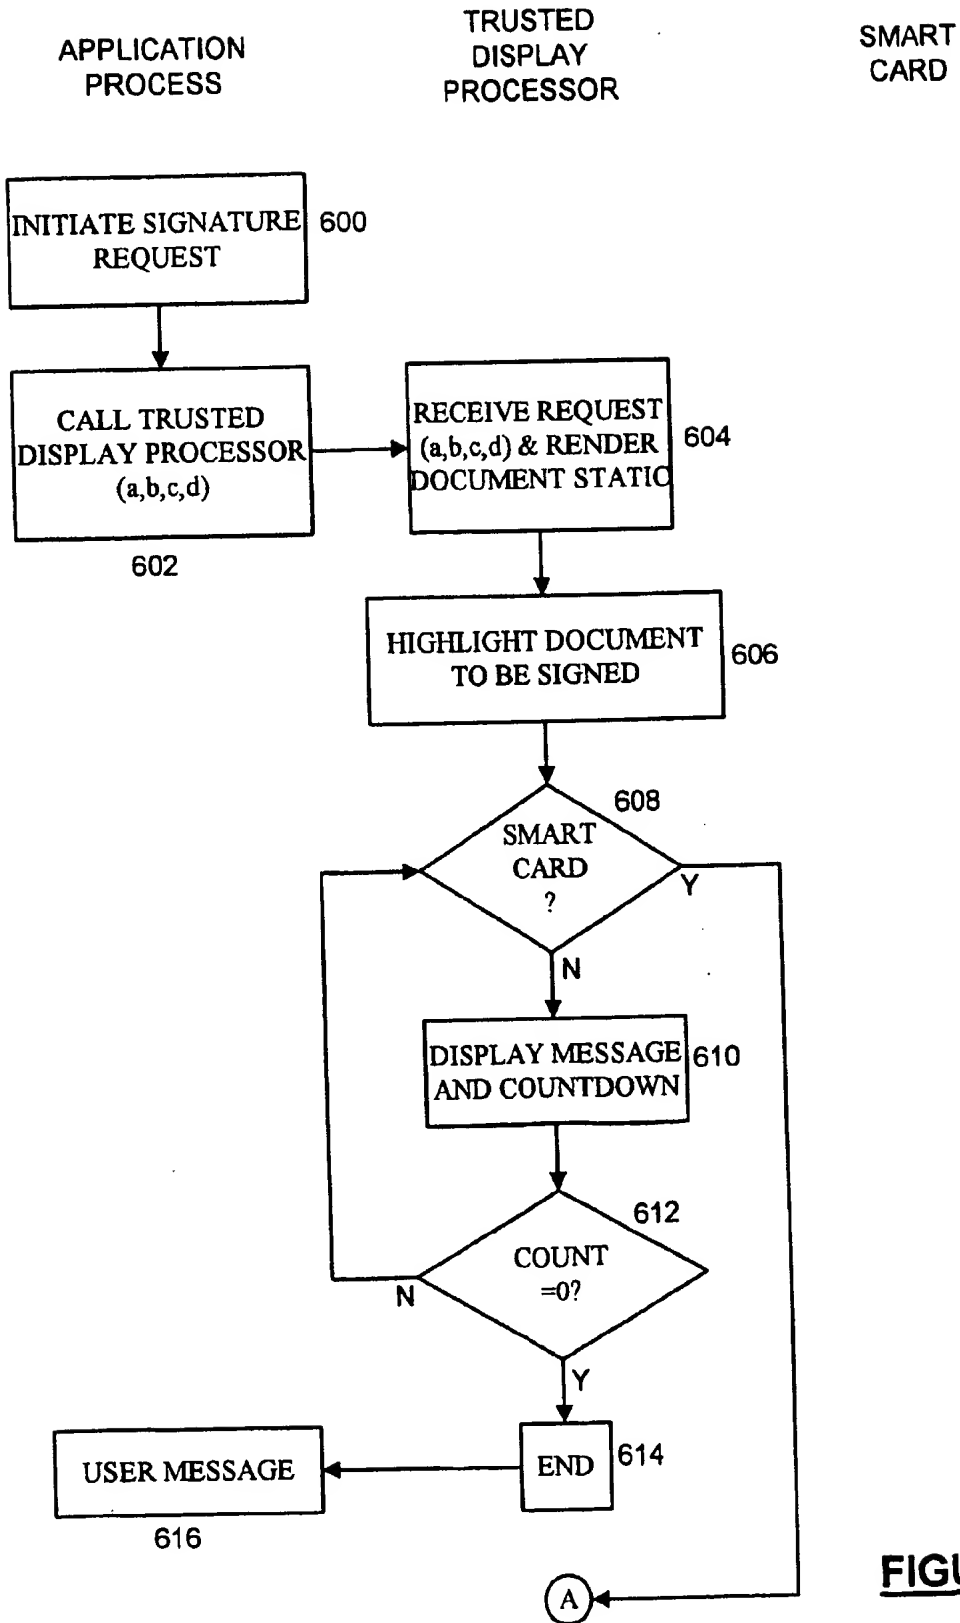 APPLICATION
PROCESS
TRUSTED
DISPLAY
PROCESSOR
SMART
CARD
INITIATE SIGNATURE
REQUEST
600
CALL TRUSTED
DISPLAY PROCESSOR
(a,b,c,d)
602
RECEIVE REQUEST
(a,b,c,d) & RENDER
DOCUMENT STATIC
604
HIGHLIGHT DOCUMENT
TO BE SIGNED
606
608
SMART
CARD
?
Y
N
DISPLAY MESSAGE
AND COUNTDOWN
610
612
COUNT
=0?
N
Y
END
614
USER MESSAGE
616
A
FIGU